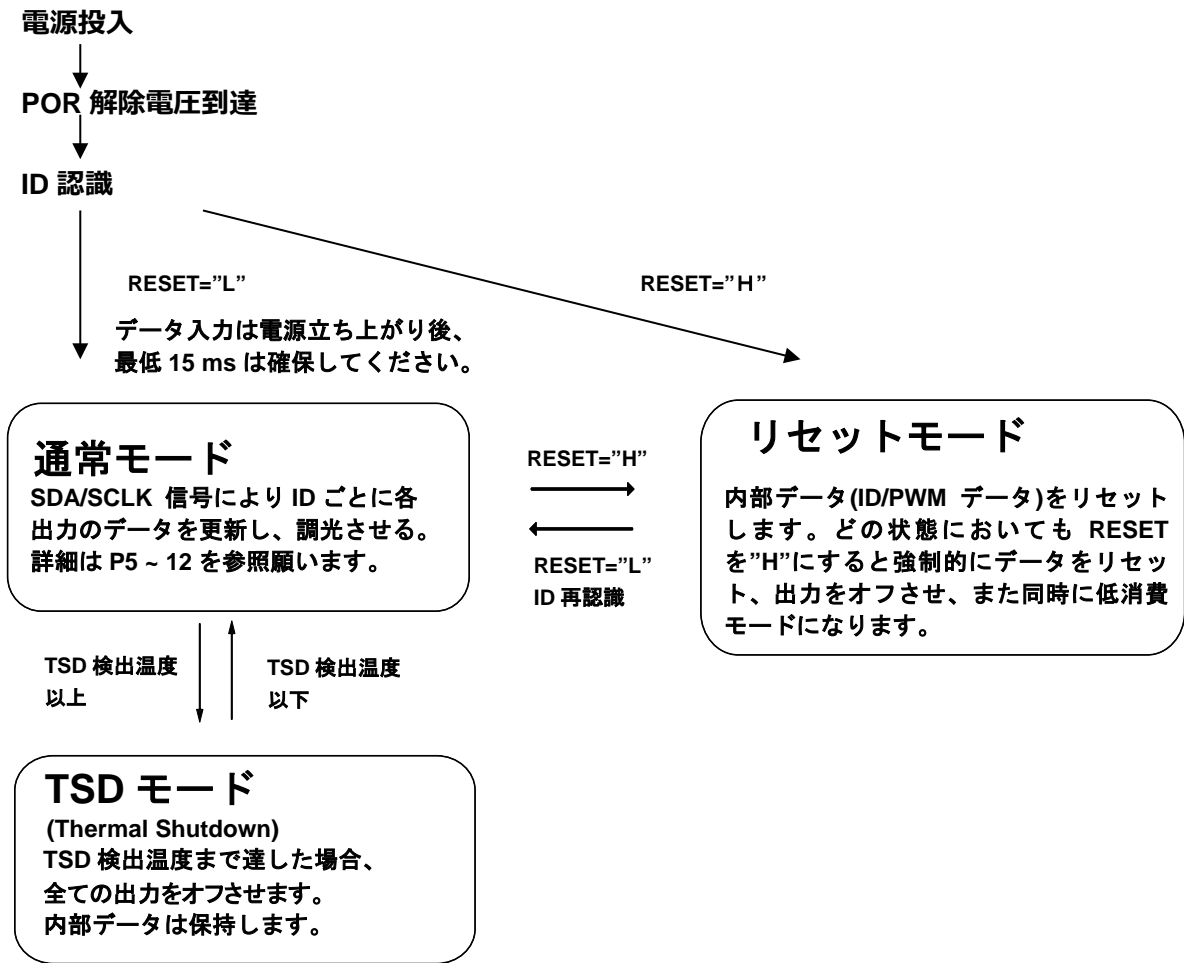 電源投入
POR 解除電圧到達
ID 認識
RESET="L"
RESET="H"
データ入力は電源立ち上がり後、
最低 15 ms は確保してください。
通常モード
SDA/SCLK 信号により ID ごとに各
出力のデータを更新し、調光させる。
詳細は P5 ~ 12 を参照願います。
RESET="H"
RESET="L"
ID 再認識
リセットモード
内部データ(ID/PWM データ)をリセット
します。どの状態においても RESET
を"H"にすると強制的にデータをリセッ
ト、出力をオフさせ、また同時に低消費
モードになります。
TSD 検出温度
以上
TSD 検出温度
以下
TSD モード
(Thermal Shutdown)
TSD 検出温度まで達した場合、
全ての出力をオフさせます。
内部データは保持します。